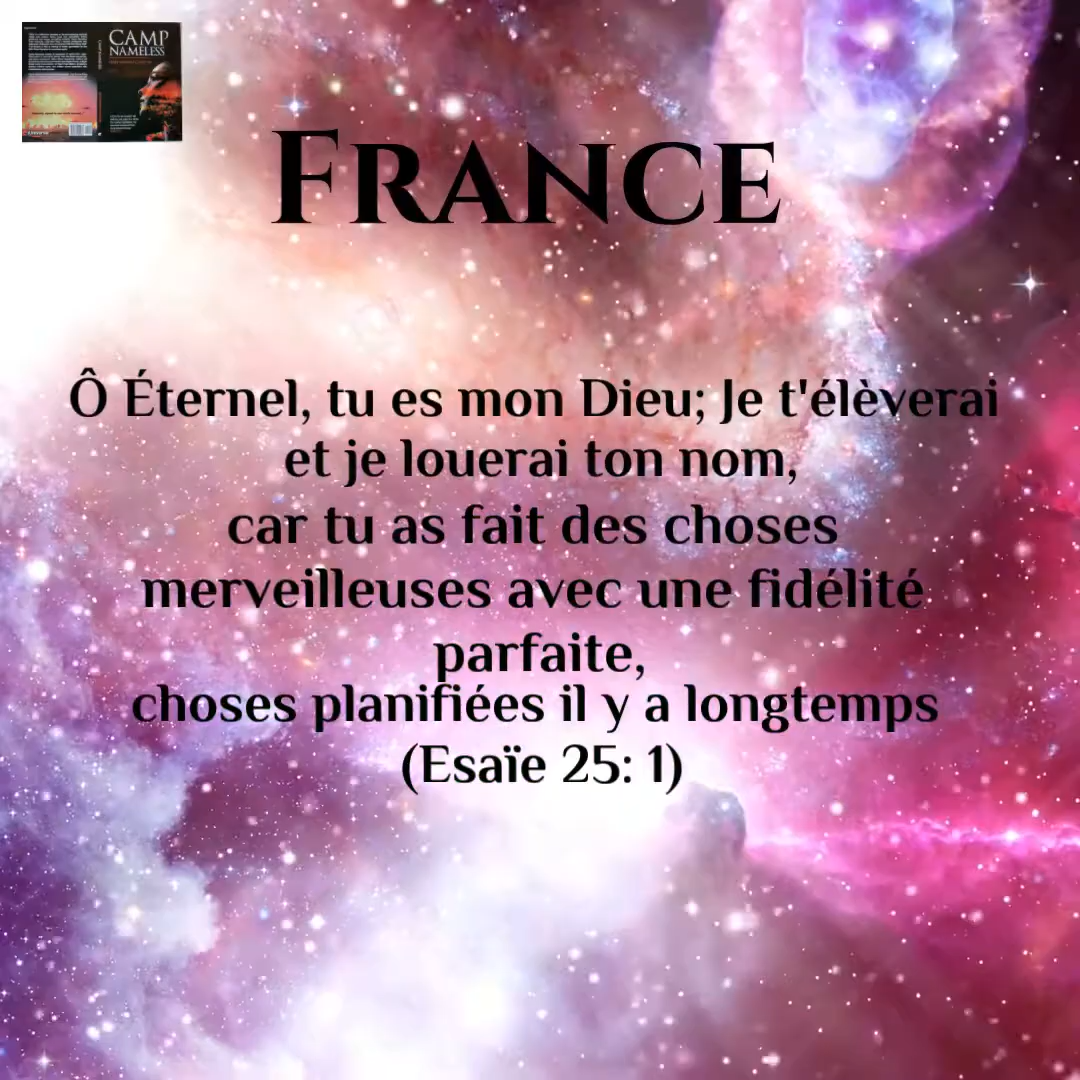 CAMP
NAMELESS
FRANCE
Ô Éternel, tu es mon Dieu; Je t'élèverai
et je louerai ton nom,
car tu as fait des choses
merveilleuses avec une fidélité
parfaite,
choses planifiées il y a longtemps
(Esaïe 25: 1)